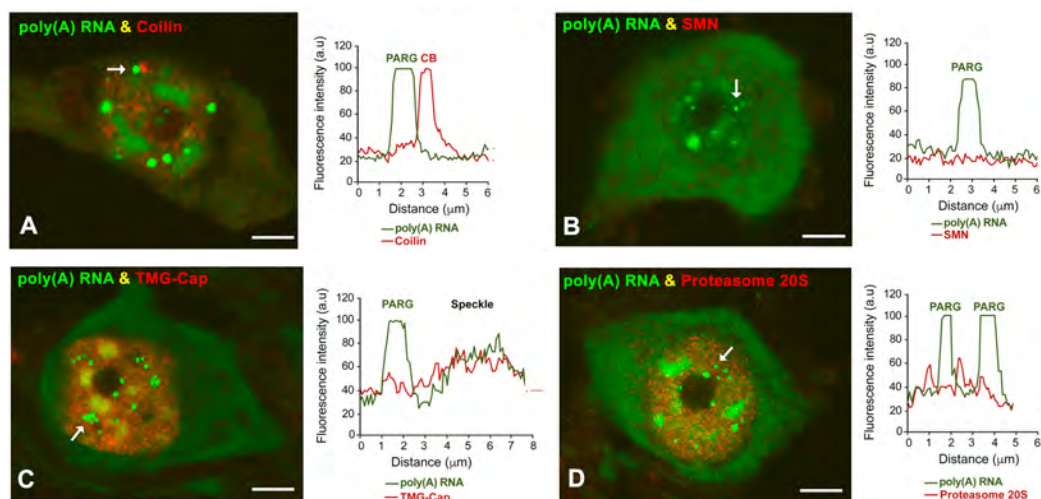 poly(A) RNA & Coilin
A
Fluorescence intensity (a.u)
120
100
80
60
40
20
0
PARG CB
0 1 2 3 4 5 6
Distance (μm)
poly(A) RNA
Coilin
poly(A) RNA & SMN
B
Fluorescence intensity (a.u)
120
100
80
60
40
20
0
PARG
0 1 2 3 4 5 6
Distance (μm)
poly(A) RNA
SMN
poly(A) RNA & TMG-Cap
C
Fluorescence intensity (a.u)
120
100
80
60
40
20
0
PARG Speckle
0 1 2 3 4 5 6 7 8
Distance (μm)
poly(A) RNA
TMG-Cap
poly(A) RNA & Proteasome 20S
D
Fluorescence intensity (a.u)
120
100
80
60
40
20
0
PARG PARG
0 1 2 3 4 5 6
Distance (μm)
poly(A) RNA
Proteasome 20S